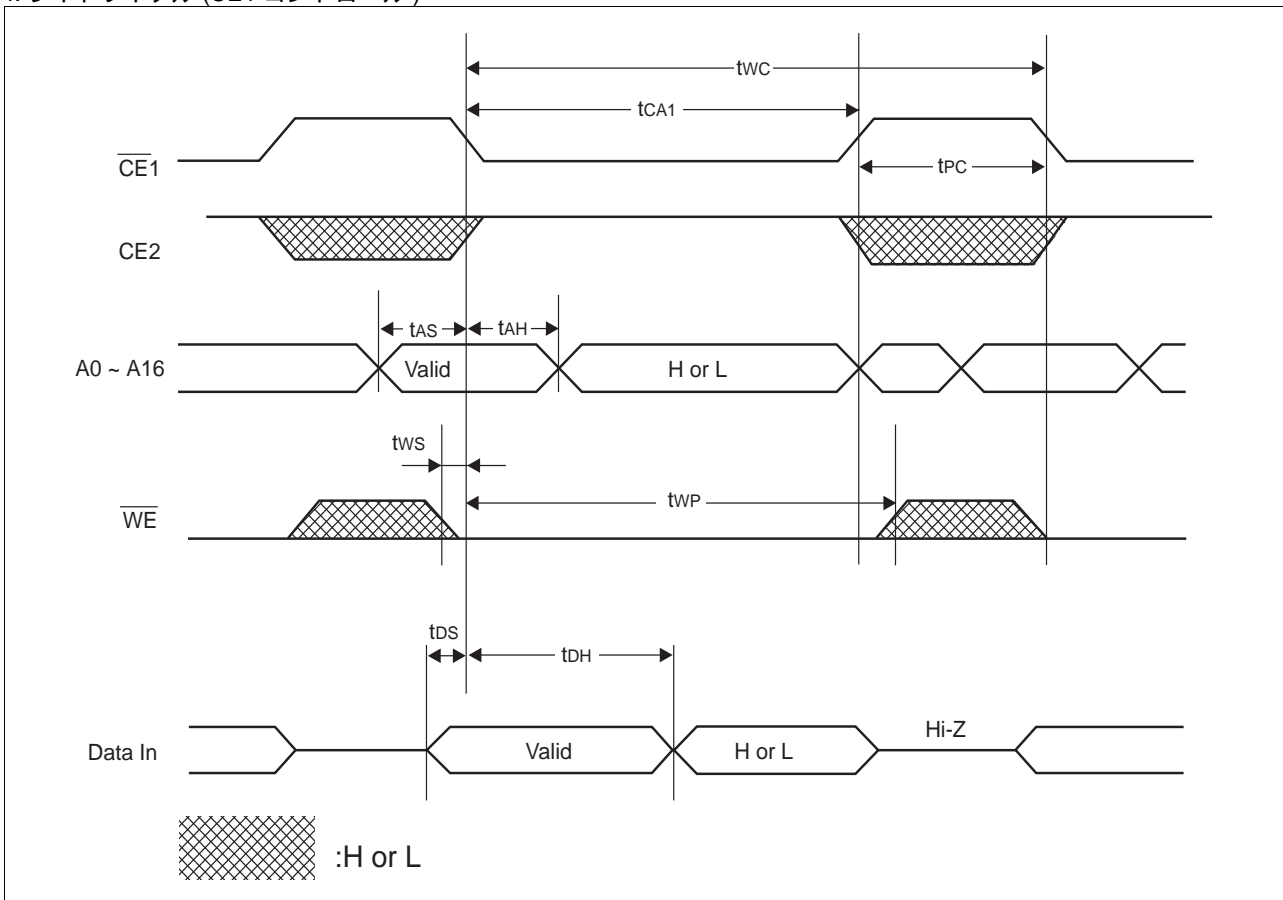 tWC
tCA1
CE1
tPC
CE2
tAS
tAH
A0 ~ A16
Valid
H or L
tWS
tWP
WE
tDS
tDH
Hi-Z
Data In
Valid
H or L
:H or L